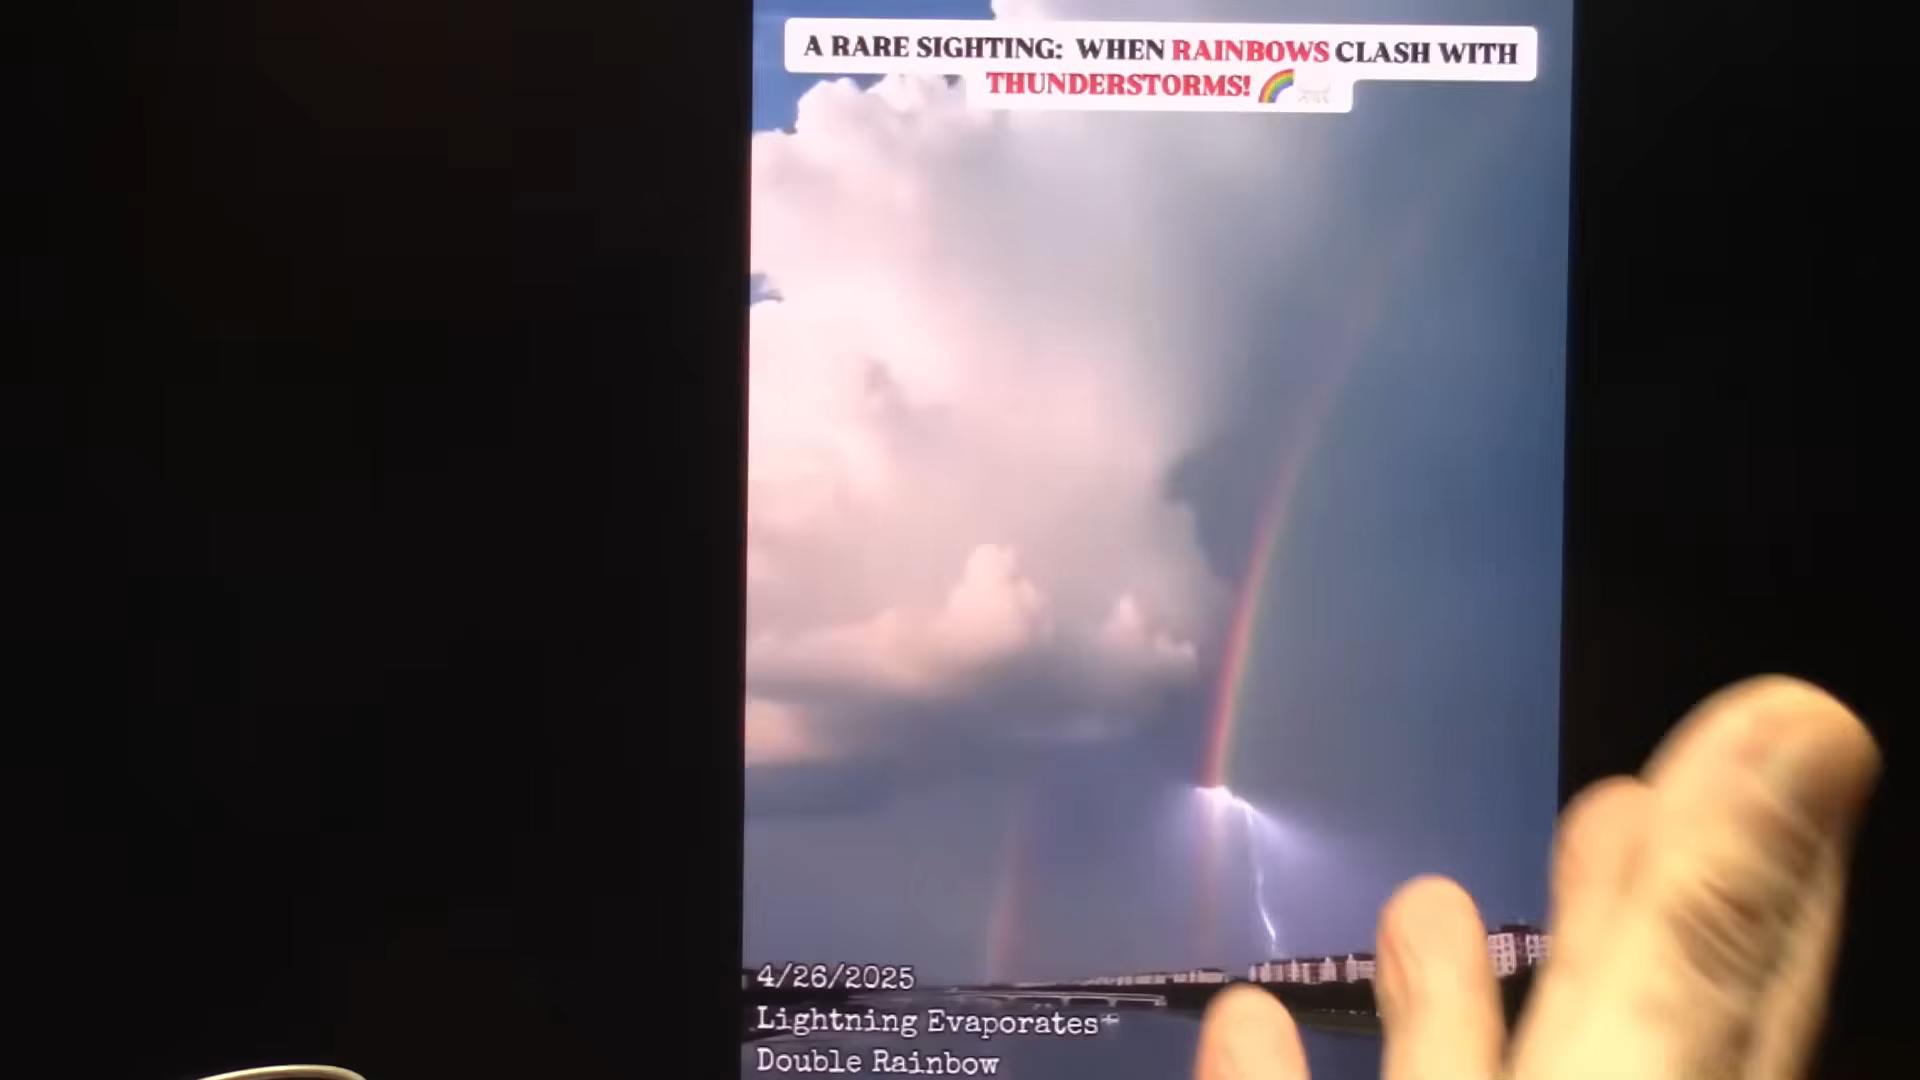 A RARE SIGHTING: WHEN RAINBOWS CLASH WITH
THUNDERSTORMS! 🌈
4/26/2025
Lightning Evaporates
Double Rainbow